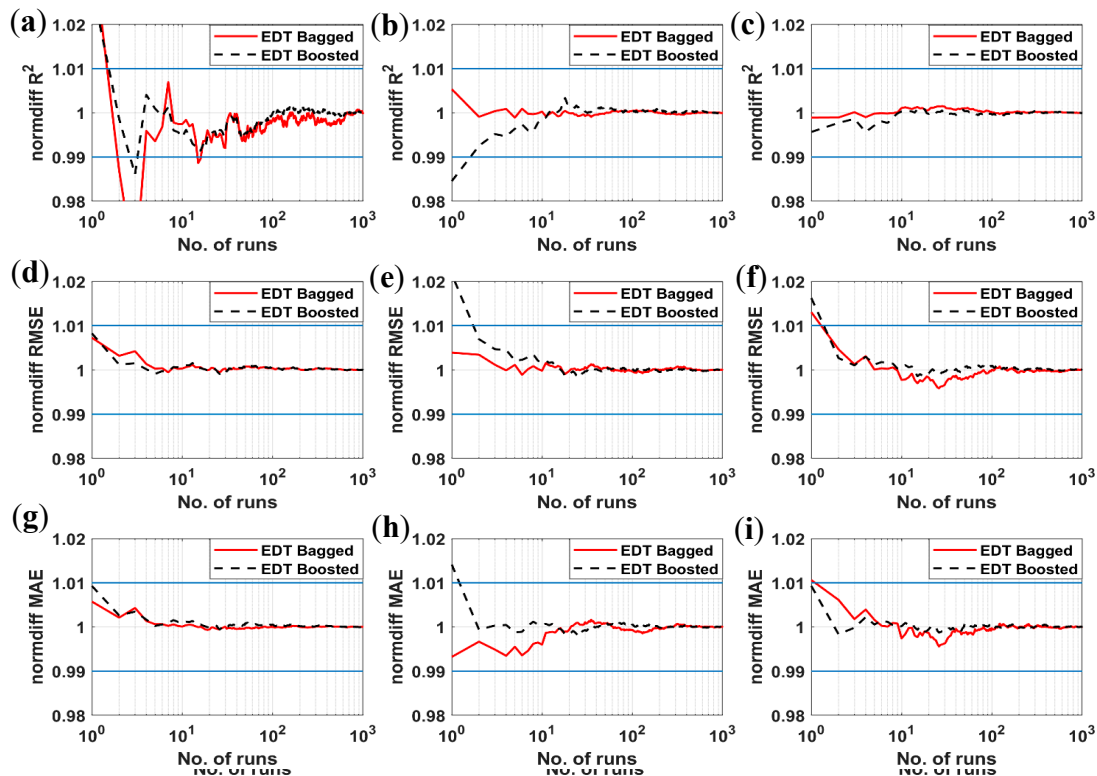 (a)
normdiff R²
1.02
1.01
1
0.99
0.98
EDT Bagged
EDT Boosted
10⁰ 10¹ 10² 10³
No. of runs
(b)
normdiff R²
1.02
1.01
1
0.99
0.98
EDT Bagged
EDT Boosted
10⁰ 10¹ 10² 10³
No. of runs
(c)
normdiff R²
1.02
1.01
1
0.99
0.98
EDT Bagged
EDT Boosted
10⁰ 10¹ 10² 10³
No. of runs
(d)
normdiff RMSE
1.02
1.01
1
0.99
0.98
EDT Bagged
EDT Boosted
10⁰ 10¹ 10² 10³
No. of runs
(e)
normdiff RMSE
1.02
1.01
1
0.99
0.98
EDT Bagged
EDT Boosted
10⁰ 10¹ 10² 10³
No. of runs
(f)
normdiff RMSE
1.02
1.01
1
0.99
0.98
EDT Bagged
EDT Boosted
10⁰ 10¹ 10² 10³
No. of runs
(g)
normdiff MAE
1.02
1.01
1
0.99
0.98
EDT Bagged
EDT Boosted
10⁰ 10¹ 10² 10³
No. of runs
No. of runs
(h)
normdiff MAE
1.02
1.01
1
0.99
0.98
EDT Bagged
EDT Boosted
10⁰ 10¹ 10² 10³
No. of runs
No. of runs
(i)
normdiff MAE
1.02
1.01
1
0.99
0.98
EDT Bagged
EDT Boosted
10⁰ 10¹ 10² 10³
No. of runs
No. of runs